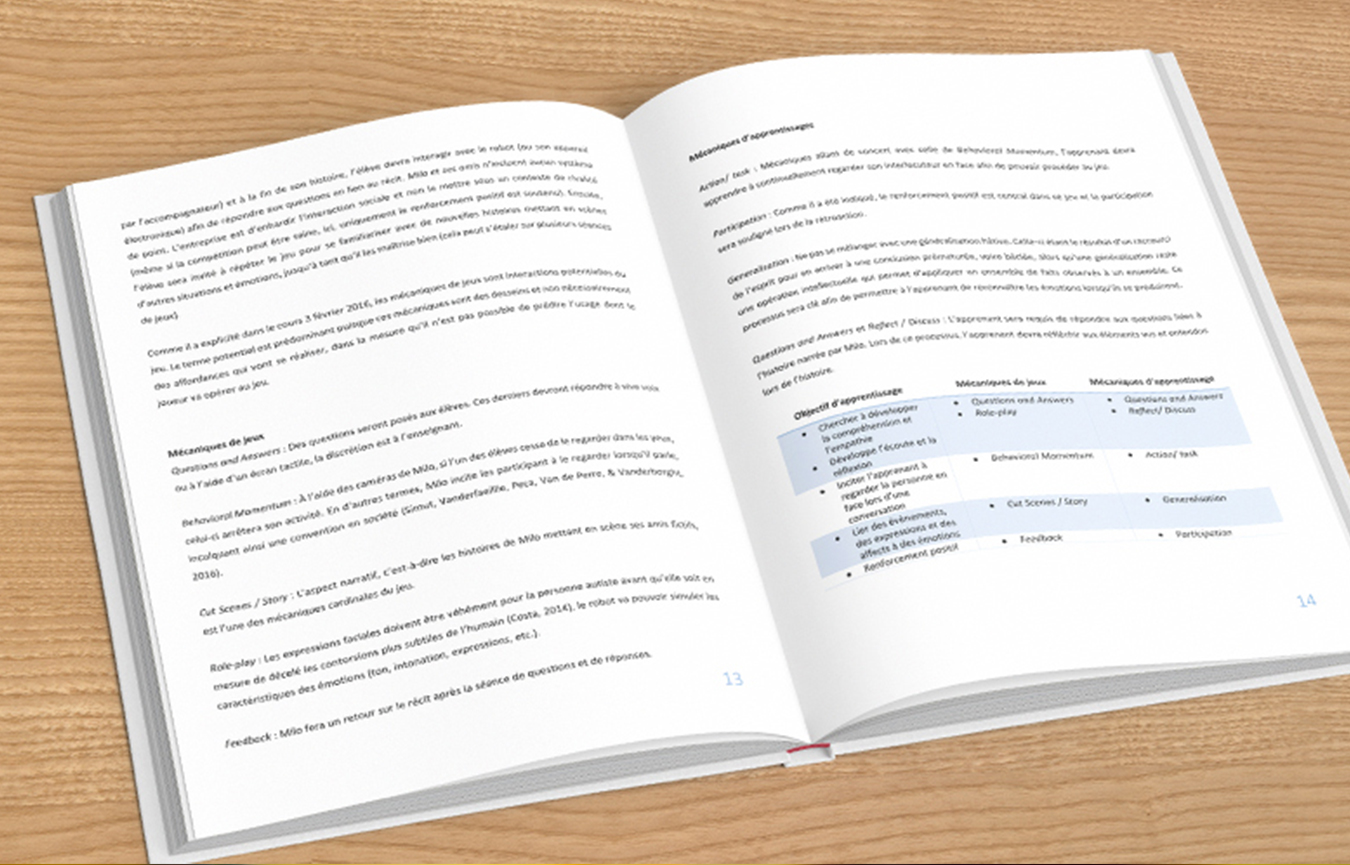 par l'accompagnateur) et à la fin de son histoire, l'élève devra interagir avec le robot (ou son appareil
électronique) afin de répondre aux questions en lien au récit. Milo et ses amis n'incluent aucun système
de point. L'entreprise est d'enhardir l'interaction sociale et non le mettre sous un contexte de rivalité
(même si la compétition peut être saine, ici, uniquement le renforcement positif est soutenu). Ensuite,
l'élève sera invité à répéter le jeu pour se familiariser avec de nouvelles histoires mettant en scènes
d'autres situations et émotions, jusqu'à tant qu'il les maîtrise bien (cela peut s'étaler sur plusieurs séances
de jeux)
Comme il a explicité dans le cours 3 février 2016, les mécaniques de jeux sont interactions potentielles du
jeu. Le terme potentiel est prédominant puisque ces mécaniques sont des desseins et non nécessairement
des affordances qui vont se réaliser, dans la mesure qu'il n'est pas possible de prédire l'usage dont le
joueur va opérer au jeu.
Mécaniques de jeux
Questions and Answers : Des questions seront posés aux élèves. Ces derniers devront répondre à vive voix
ou à l'aide d'un écran tactile, la discrétion est à l'enseignant.
Behavioral Momentum : À l'aide des caméras de Milo, si l'un des élèves cesse de le regarder dans les yeux,
celui-ci arrêtera son activité. En d'autres termes, Milo incite les participant à le regarder lorsqu'il parle,
inculquant ainsi une convention en société (Simut, Vanderfaeillie, Peca, Van de Perre, & Vanderborght,
2016).
Cut Scenes / Story : L'aspect narratif, c'est-à-dire les histoires de Milo mettant en scène ses amis fictifs,
est l'une des mécaniques cardinales du jeu.
Role-play : Les expressions faciales doivent être véhément pour la personne autiste avant qu'elle soit en
mesure de décelé les contorsions plus subtiles de l'humain (Costa, 2014), le robot va pouvoir simuler les
caractéristiques des émotions (ton, intonation, expressions, etc.).
Feedback : Milo fera un retour sur le récit après la séance de questions et de réponses.
13
Mécaniques d'apprentissages
Action/ task : Mécaniques allant de concert avec celle de Behavioral Momentum, l'apprenant devra
apprendre à continuellement regarder son interlocuteur en face afin de pouvoir procéder au jeu.
Participation : Comme il a été indiqué, le renforcement positif est central dans se jeu et la participation
sera souligné lors de la rétroaction.
Generalisation : Ne pas se mélanger avec une généralisation hâtive. Celle-ci étant le résultat d'un raccourci
de l'esprit pour en arriver à une conclusion prématurée, voire bâclée, alors qu'une généralisation reste
une opération intellectuelle qui permet d'appliquer un ensemble de faits observés à un ensemble. Ce
processus sera clé afin de permettre à l'apprenant de reconnaître les émotions lorsqu'ils se produiront.
Questions and Answers et Reflect / Discuss : L'apprenant sera requis de répondre aux questions liées à
l'histoire narrée par Milo. Lors de ce processus, l'apprenant devra réfléchir aux éléments vus et entendus
lors de l'histoire.
Objectif d'apprentissage Mécaniques de jeux Mécaniques d'apprentissage
• Chercher à développer • Questions and Answers • Questions and Answers
la compréhension et • Role-play • Reflect/ Discuss
l'empathie
• Développe l'écoute et la
réflexion
• Inciter l'apprenant à • Behavioral Momentum • Action/ task
regarder la personne en
face lors d'une
conversation
• Lier des évènements, • Cut Scenes / Story • Generalisation
des expressions et des
affects à des émotions
• Renforcement positif • Feedback • Participation
14